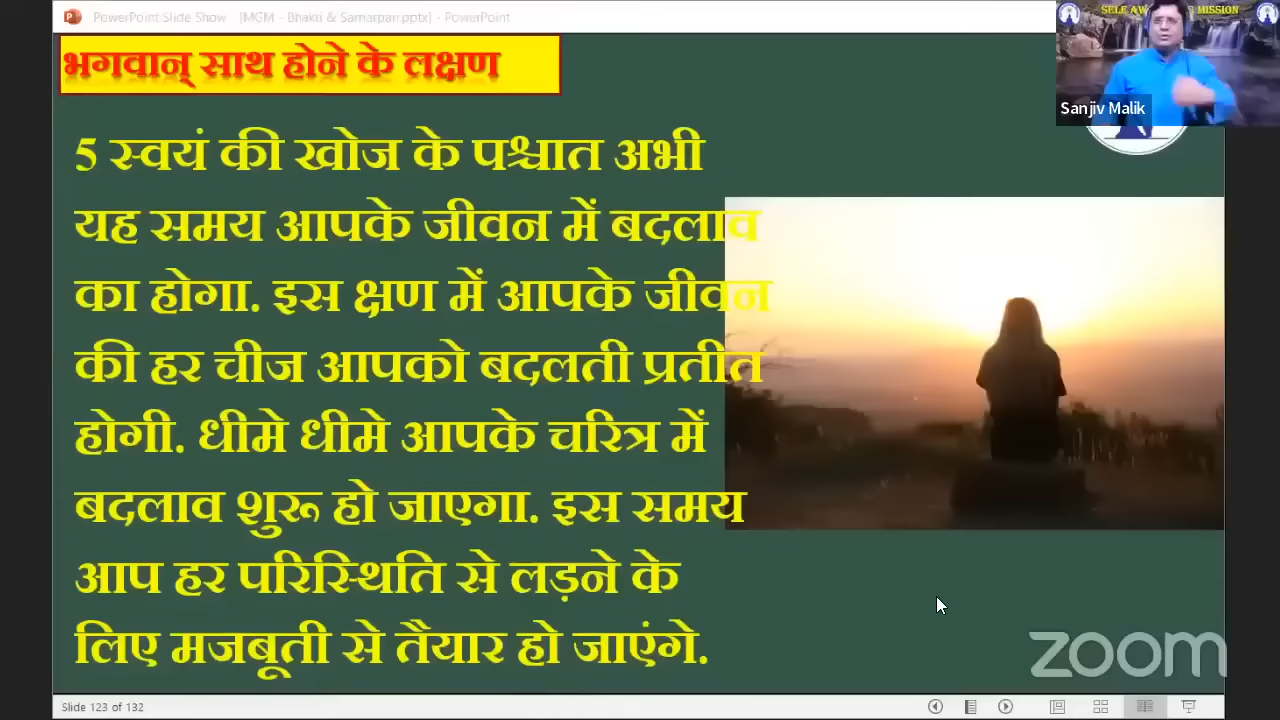 PowerPoint Slide Show - [MGM - Bhakti & Samarpan.pptx] - PowerPoint
MISSION
Sanjiv Malik
भगवान् साथ होने के लक्षण
5 स्वयं की खोज के पश्चात अभी
यह समय आपके जीवन में बदलाव
का होगा. इस क्षण में आपके जीवन
की हर चीज आपको बदलती प्रतीत
होगी. धीमे धीमे आपके चरित्र में
बदलाव शुरू हो जाएगा. इस समय
आप हर परिस्थिति से लड़ने के
लिए मजबूती से तैयार हो जाएंगे.
zoom
Slide 123 of 132